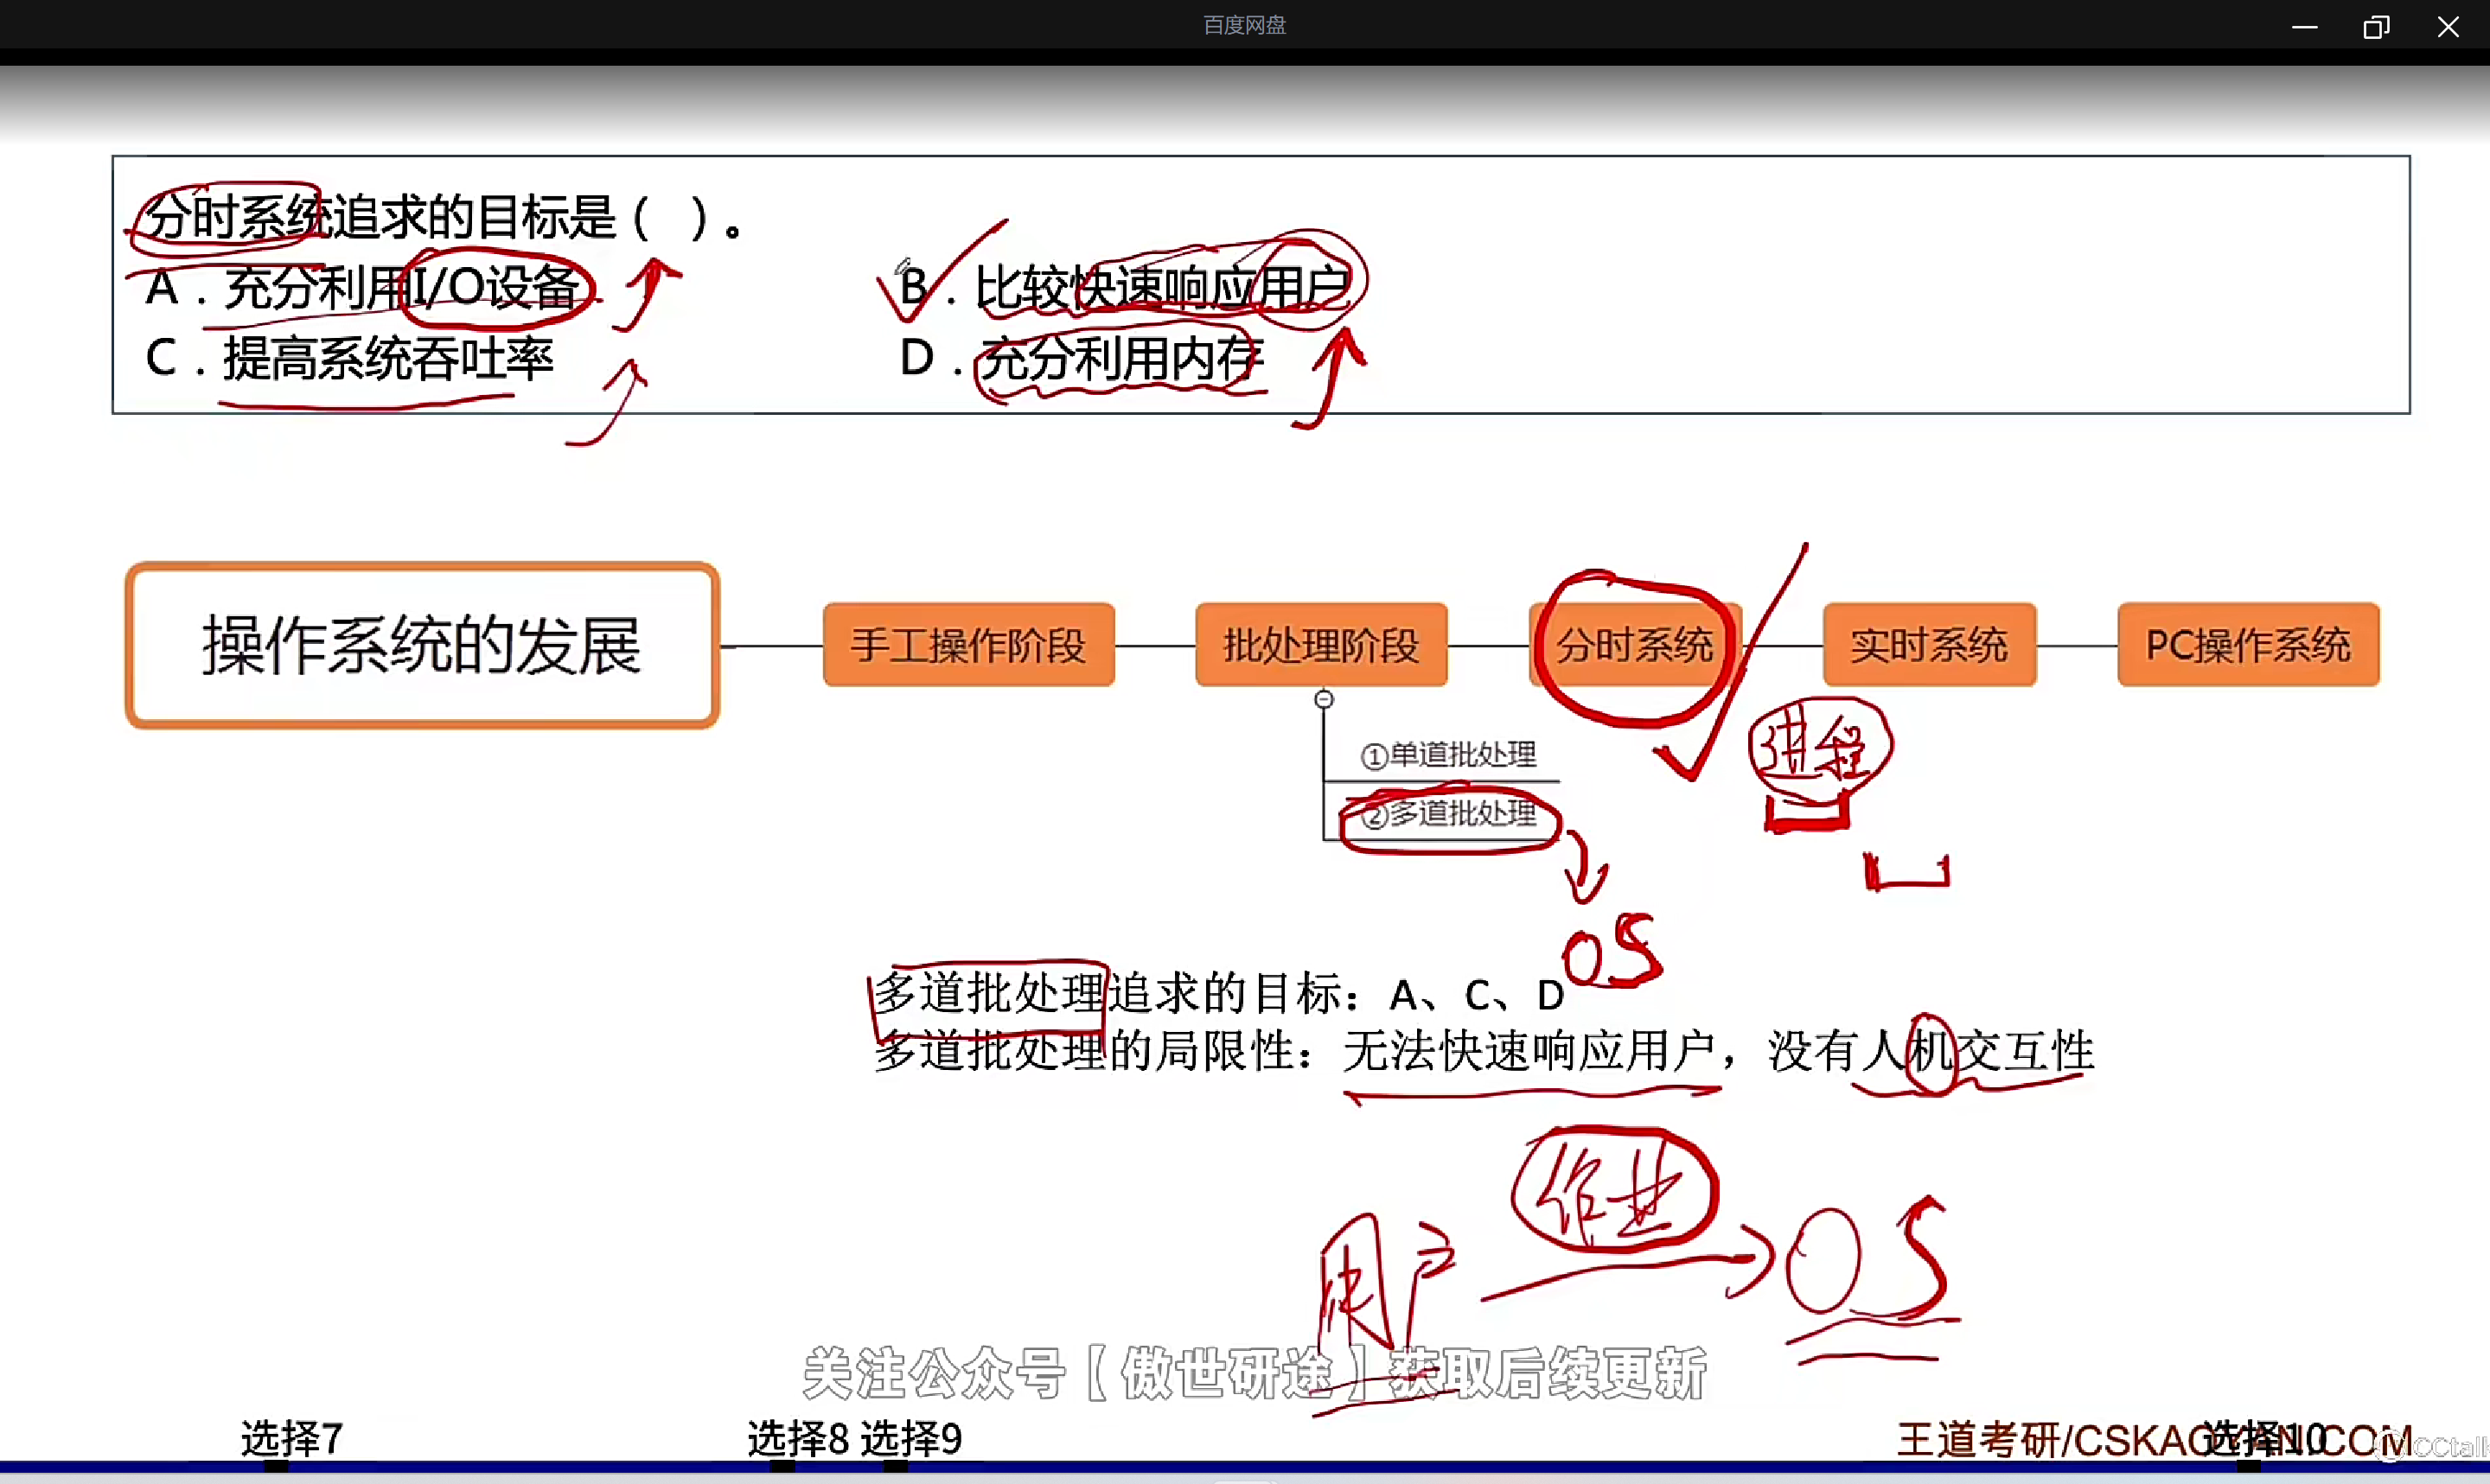 百度网盘
分时系统追求的目标是（ ）。
A．充分利用I/O设备
B．比较快速响应用户
C．提高系统吞吐率
D．充分利用内存
操作系统的发展
手工操作阶段
批处理阶段
分时系统
实时系统
PC操作系统
①单道批处理
②多道批处理
进程
OS
多道批处理追求的目标：A、C、D
多道批处理的局限性：无法快速响应用户，没有人机交互性
作业
用户
OS
关注公众号【傲世研途】获取后续更新
选择7
选择8
选择9
王道考研/CSKAOYAN.COM
选择10
CCtalk